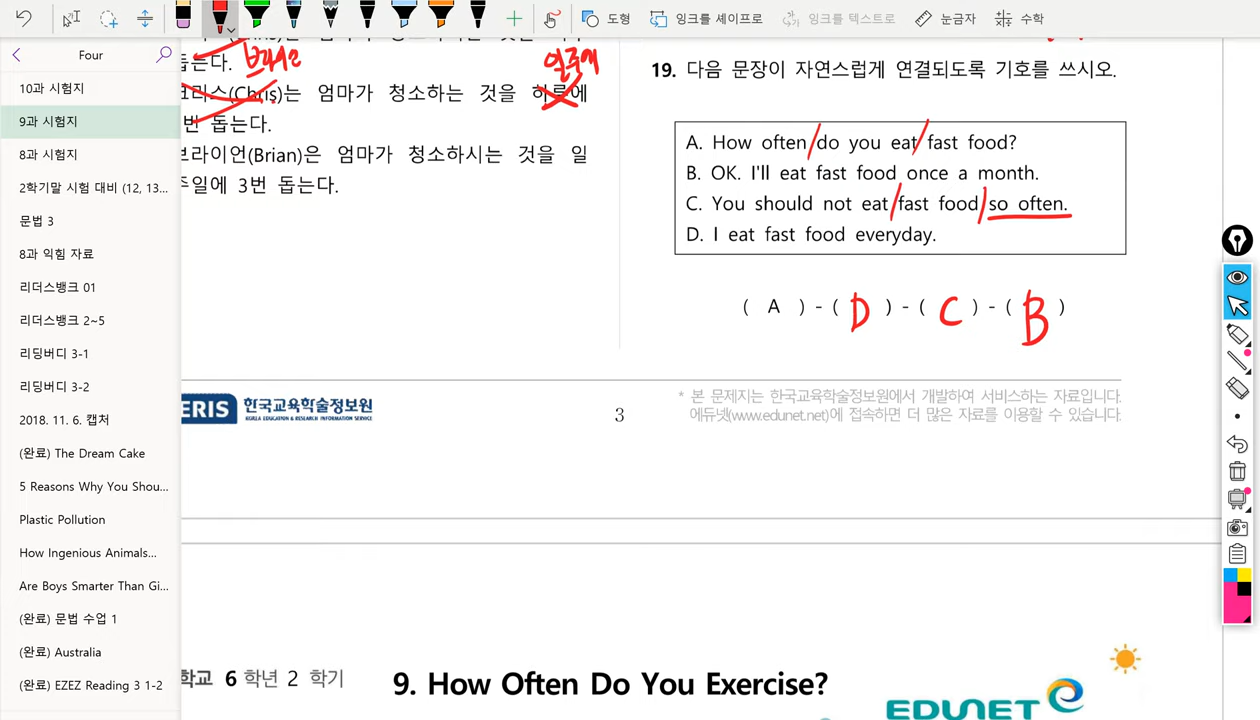 도형
잉크를 셰이프로
잉크를 텍스트로
눈금자
수학
Four
10과 시험지
9과 시험지
8과 시험지
2학기말 시험 대비 (12, 13...
문법 3
8과 익힘 자료
리더스뱅크 01
리더스뱅크 2~5
리딩버디 3-1
리딩버디 3-2
2018. 11. 6. 캡처
(완료) The Dream Cake
5 Reasons Why You Shou...
Plastic Pollution
How Ingenious Animals...
Are Boys Smarter Than Gi...
(완료) 문법 수업 1
(완료) Australia
(완료) EZEZ Reading 3 1-2
돕는다.
일주에
크리스(Chris)는 엄마가 청소하는 것을 하루에
번 돕는다.
브라이언(Brian)은 엄마가 청소하시는 것을 일
주일에 3번 돕는다.
19. 다음 문장이 자연스럽게 연결되도록 기호를 쓰시오.
A. How often/do you eat/fast food?
B. OK. I'll eat fast food once a month.
C. You should not eat/fast food/so often.
D. I eat fast food everyday.
( A ) - ( D ) - ( C ) - ( B )
ERIS 한국교육학술정보원
KOREA EDUCATION & RESEARCH INFORMATION SERVICE
3
* 본 문제지는 한국교육학술정보원에서 개발하여 서비스하는 자료입니다.
에듀넷(www.edunet.net)에 접속하면 더 많은 자료를 이용할 수 있습니다.
학교 6 학년 2 학기
9. How Often Do You Exercise?
EDUNET